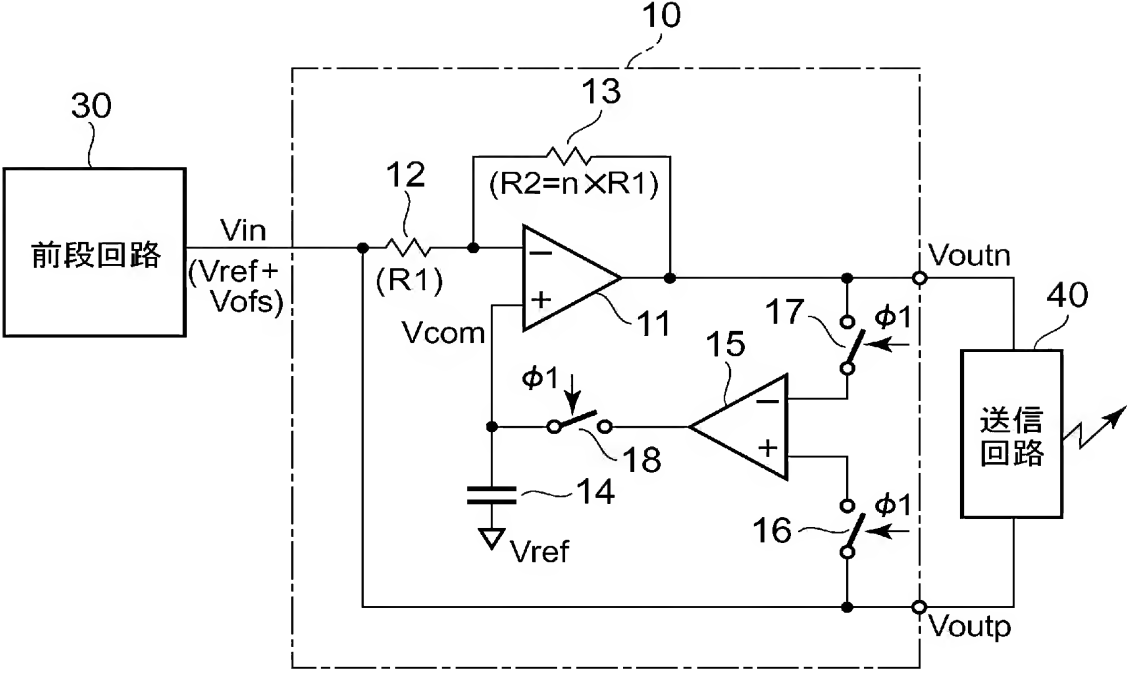 10
30
13
12
(R2=n×R1)
前段回路
Vin
(Vref+
Vofs)
(R1)
−
+
11
Vcom
Voutn
17
ϕ1
40
15
ϕ1
−
+
18
送信
回路
14
Vref
16
ϕ1
Voutp